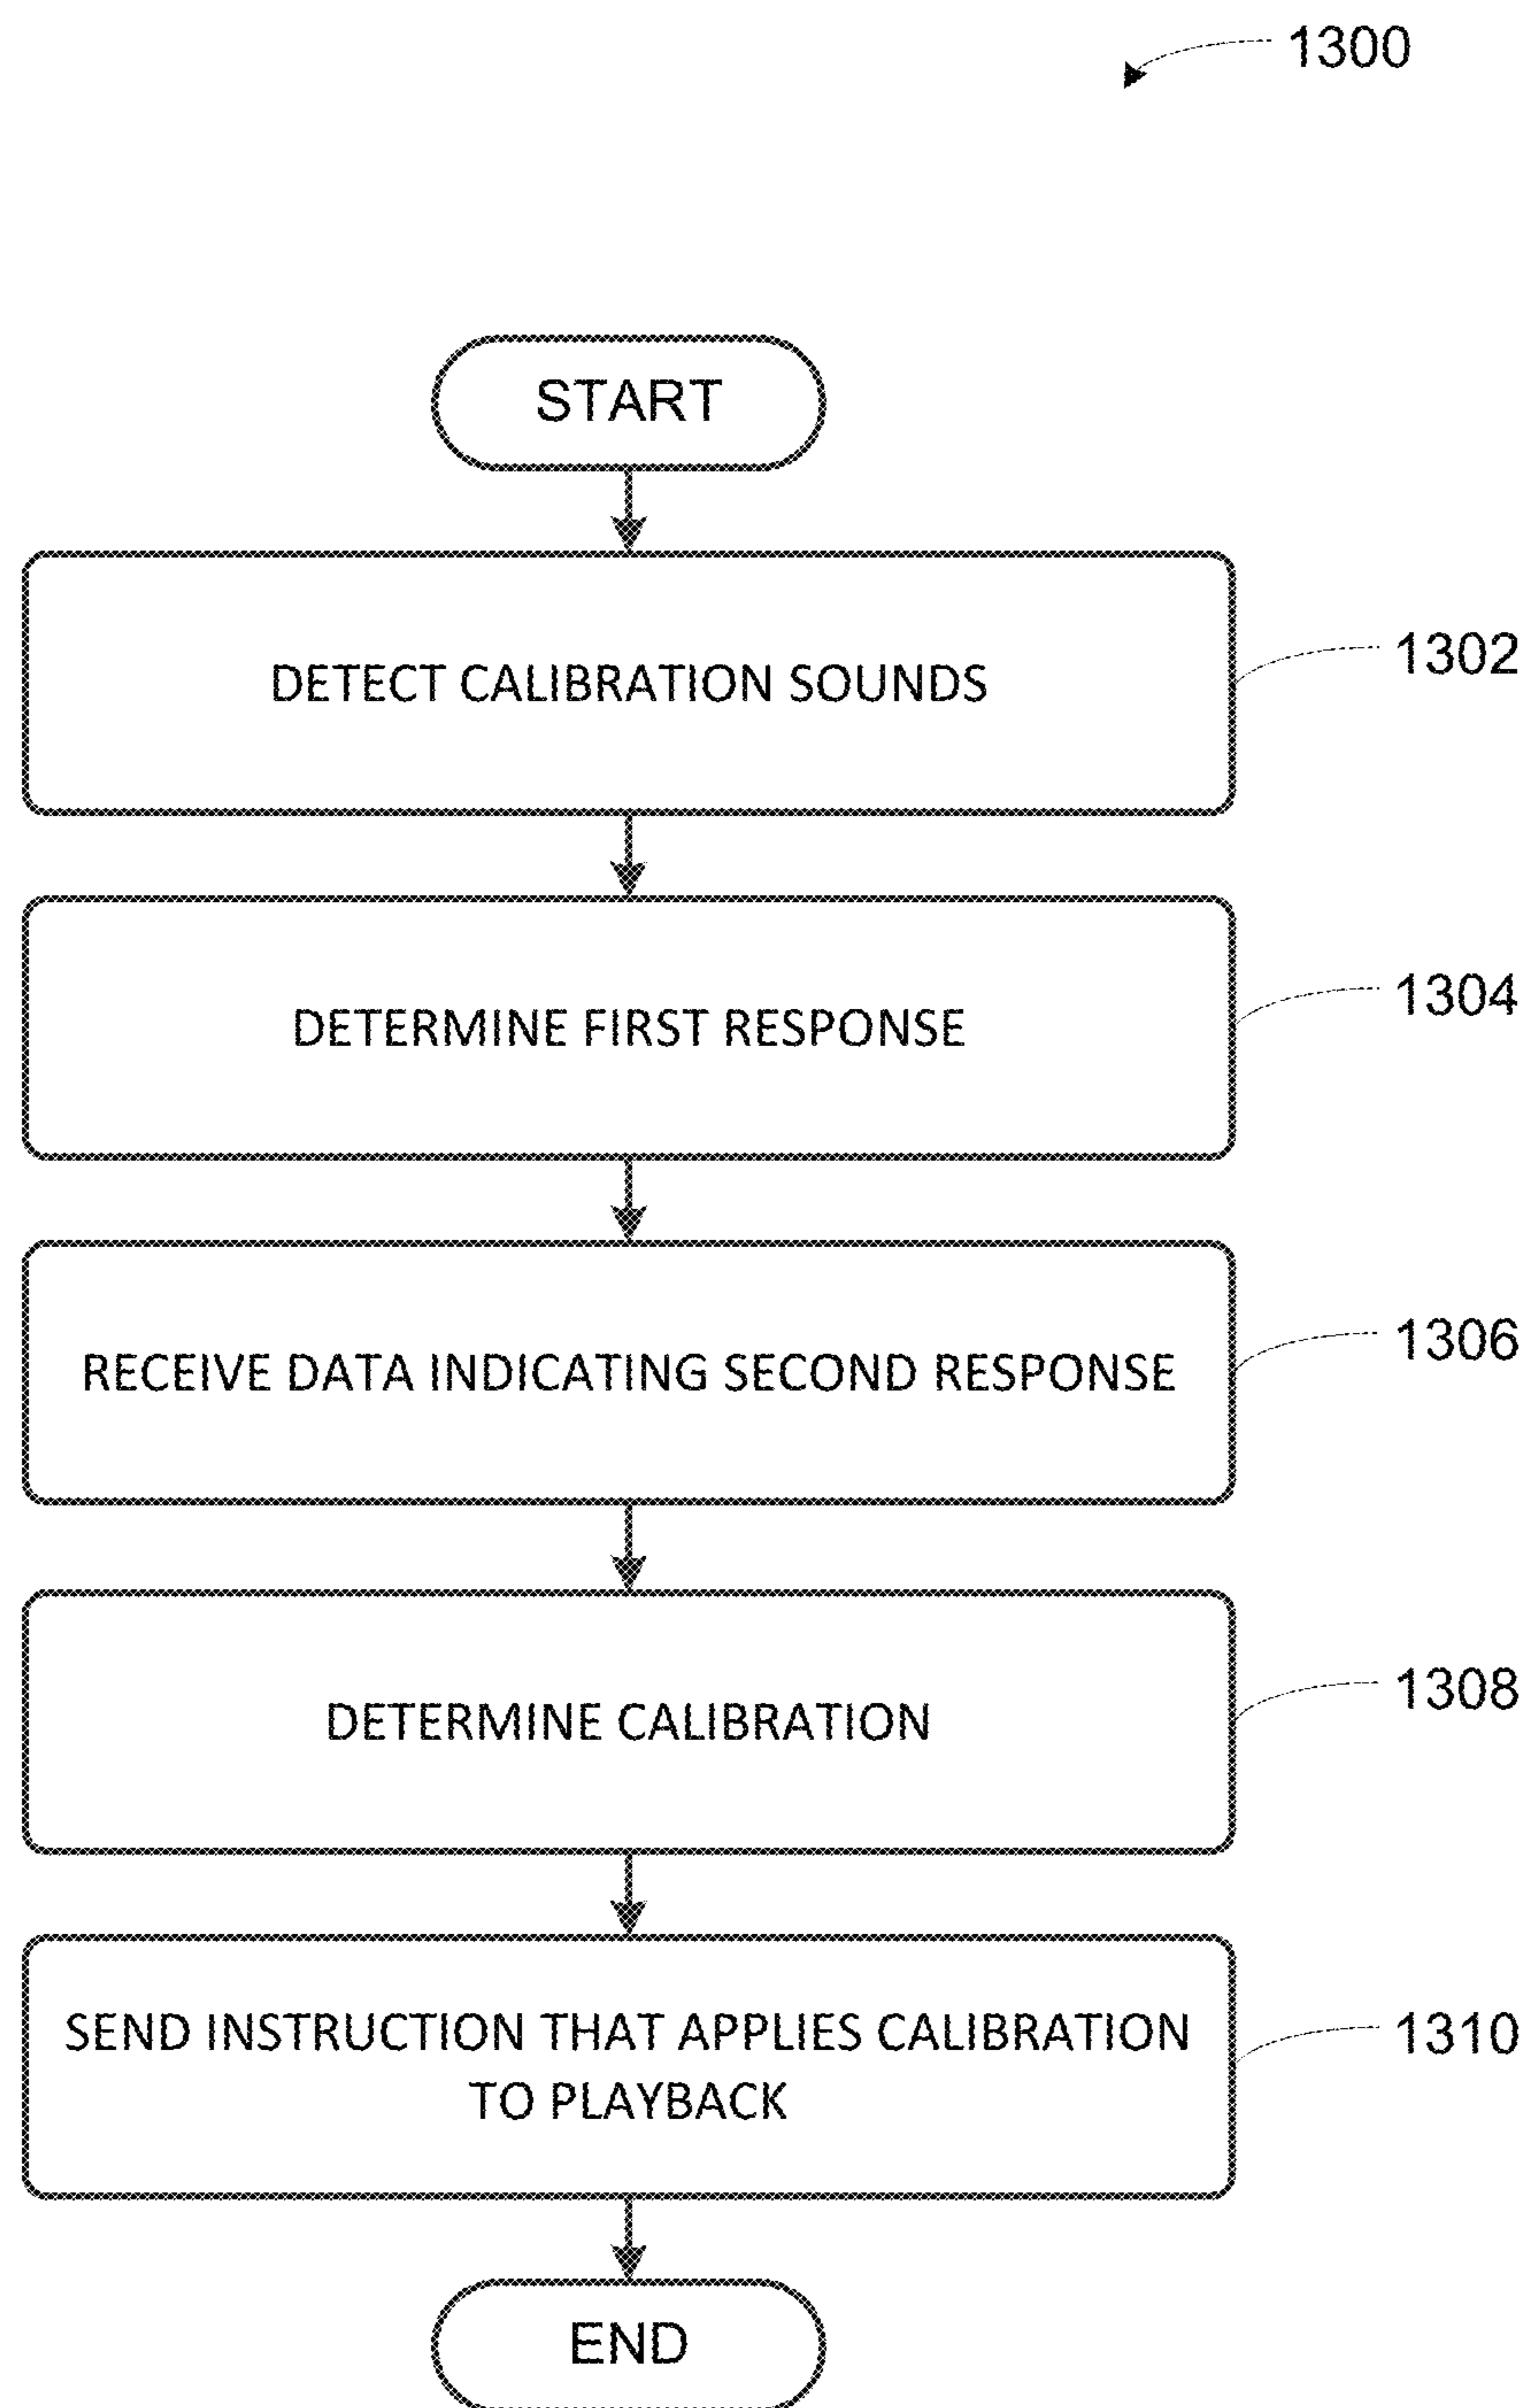 1300
START
DETECT CALIBRATION SOUNDS
1302
DETERMINE FIRST RESPONSE
1304
RECEIVE DATA INDICATING SECOND RESPONSE
1306
DETERMINE CALIBRATION
1308
SEND INSTRUCTION THAT APPLIES CALIBRATION
TO PLAYBACK
1310
END